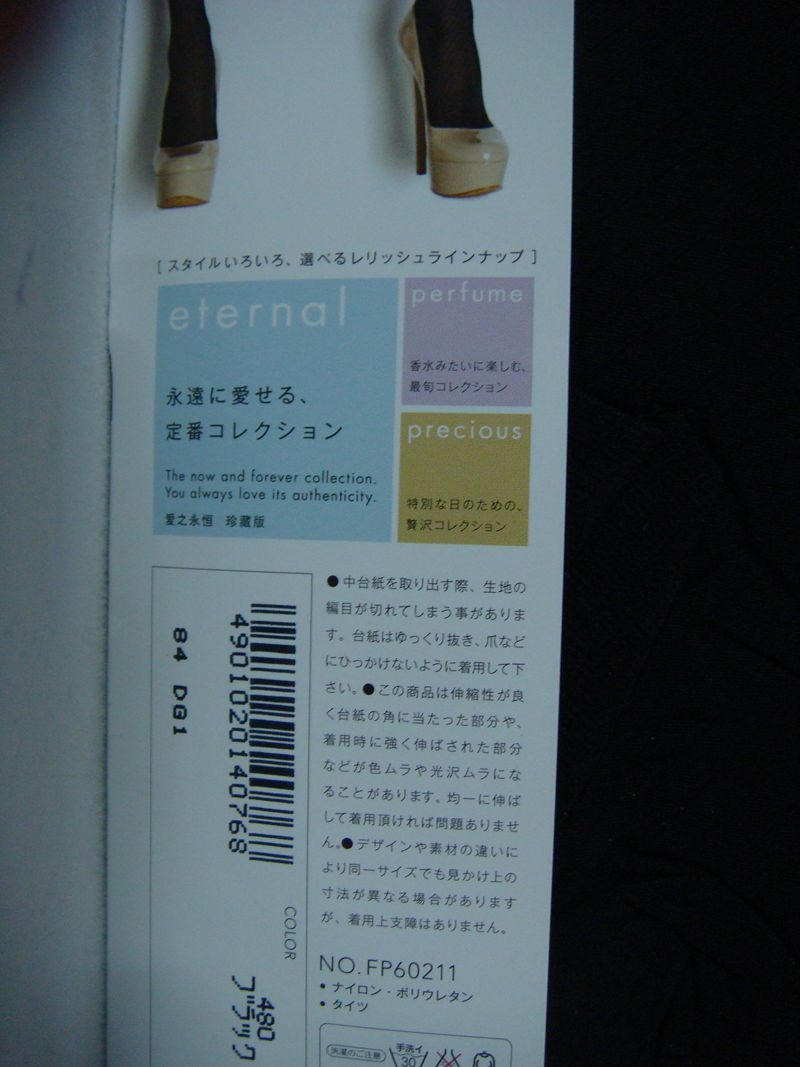 [ スタイルいろいろ、選べるレリッシュラインナップ ]
eternal
永遠に愛せる、
定番コレクション
The now and forever collection.
You always love its authenticity.
愛之永恒 珍藏版
perfume
香水みたいに楽しむ、
最旬コレクション
precious
特別な日のための、
贅沢コレクション
●中台紙を取り出す際、生地の
編目が切れてしまう事がありま
す。台紙はゆっくり抜き、爪など
にひっかけないように着用して下
さい。●この商品は伸縮性が良
く台紙の角に当たった部分や、
着用時に強く伸ばされた部分
などが色ムラや光沢ムラにな
ることがあります。均一に伸ば
して着用頂ければ問題ありませ
ん。●デザインや素材の違いに
より同一サイズでも見かけ上の
寸法が異なる場合があります
が、着用上支障はありません。
NO.FP60211
• ナイロン・ポリウレタン
• タイツ
洗濯のご注意
手洗イ
30
4901020140768
84 DG1
COLOR
480
ブラック